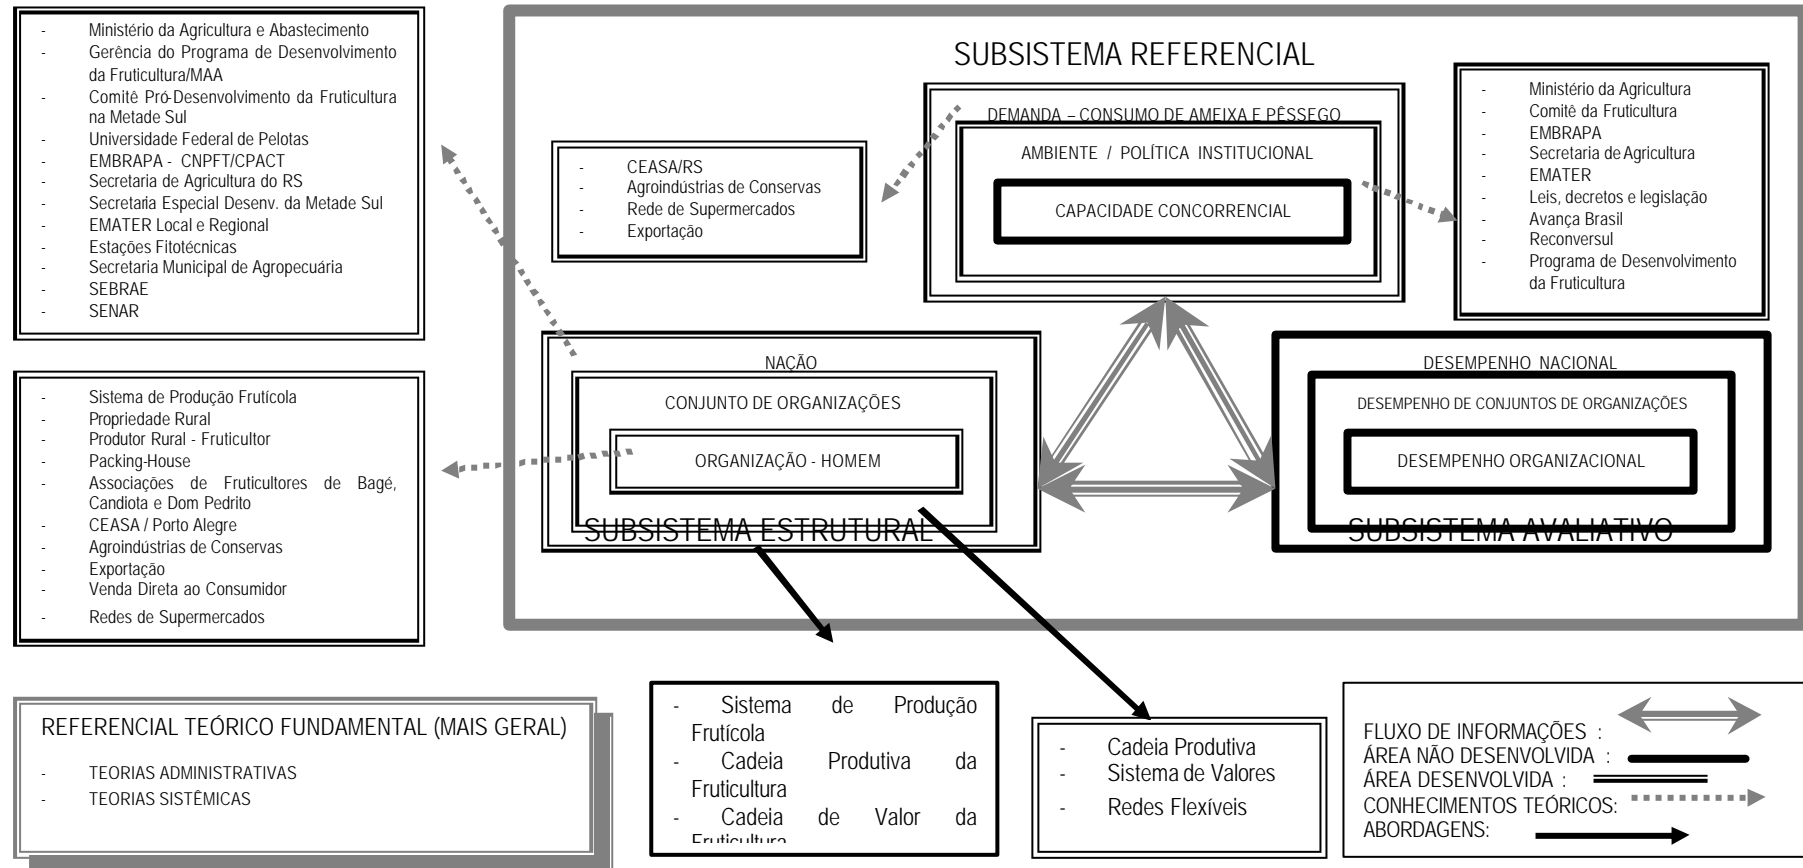 - Ministério da Agricultura e Abastecimento
- Gerência do Programa de Desenvolvimento
da Fruticultura/MAA
- Comitê Pró-Desenvolvimento da Fruticultura
na Metade Sul
- Universidade Federal de Pelotas
- EMBRAPA - CNPFT/CPACT
- Secretaria de Agricultura do RS
- Secretaria Especial Desenv. da Metade Sul
- EMATER Local e Regional
- Estações Fitotécnicas
- Secretaria Municipal de Agropecuária
- SEBRAE
- SENAR
SUBSISTEMA REFERENCIAL
DEMANDA – CONSUMO DE AMEIXA E PÊSSEGO
AMBIENTE / POLÍTICA INSTITUCIONAL
CAPACIDADE CONCORRENCIAL
- CEASA/RS
- Agroindústrias de Conservas
- Rede de Supermercados
- Exportação
- Ministério da Agricultura
- Comitê da Fruticultura
- EMBRAPA
- Secretaria de Agricultura
- EMATER
- Leis, decretos e legislação
- Avança Brasil
- Reconversul
- Programa de Desenvolvimento
da Fruticultura
- Sistema de Produção Frutícola
- Propriedade Rural
- Produtor Rural - Fruticultor
- Packing-House
- Associações de Fruticultores de Bagé,
Candiota e Dom Pedrito
- CEASA / Porto Alegre
- Agroindústrias de Conservas
- Exportação
- Venda Direta ao Consumidor
- Redes de Supermercados
NAÇÃO
CONJUNTO DE ORGANIZAÇÕES
ORGANIZAÇÃO - HOMEM
SUBSISTEMA ESTRUTURAL
DESEMPENHO NACIONAL
DESEMPENHO DE CONJUNTOS DE ORGANIZAÇÕES
DESEMPENHO ORGANIZACIONAL
SUBSISTEMA AVALIATIVO
REFERENCIAL TEÓRICO FUNDAMENTAL (MAIS GERAL)
- TEORIAS ADMINISTRATIVAS
- TEORIAS SISTÊMICAS
- Sistema de Produção
Frutícola
- Cadeia Produtiva da
Fruticultura
- Cadeia de Valor da
Fruticultura
- Cadeia Produtiva
- Sistema de Valores
- Redes Flexíveis
FLUXO DE INFORMAÇÕES :
ÁREA NÃO DESENVOLVIDA :
ÁREA DESENVOLVIDA :
CONHECIMENTOS TEÓRICOS:
ABORDAGENS: